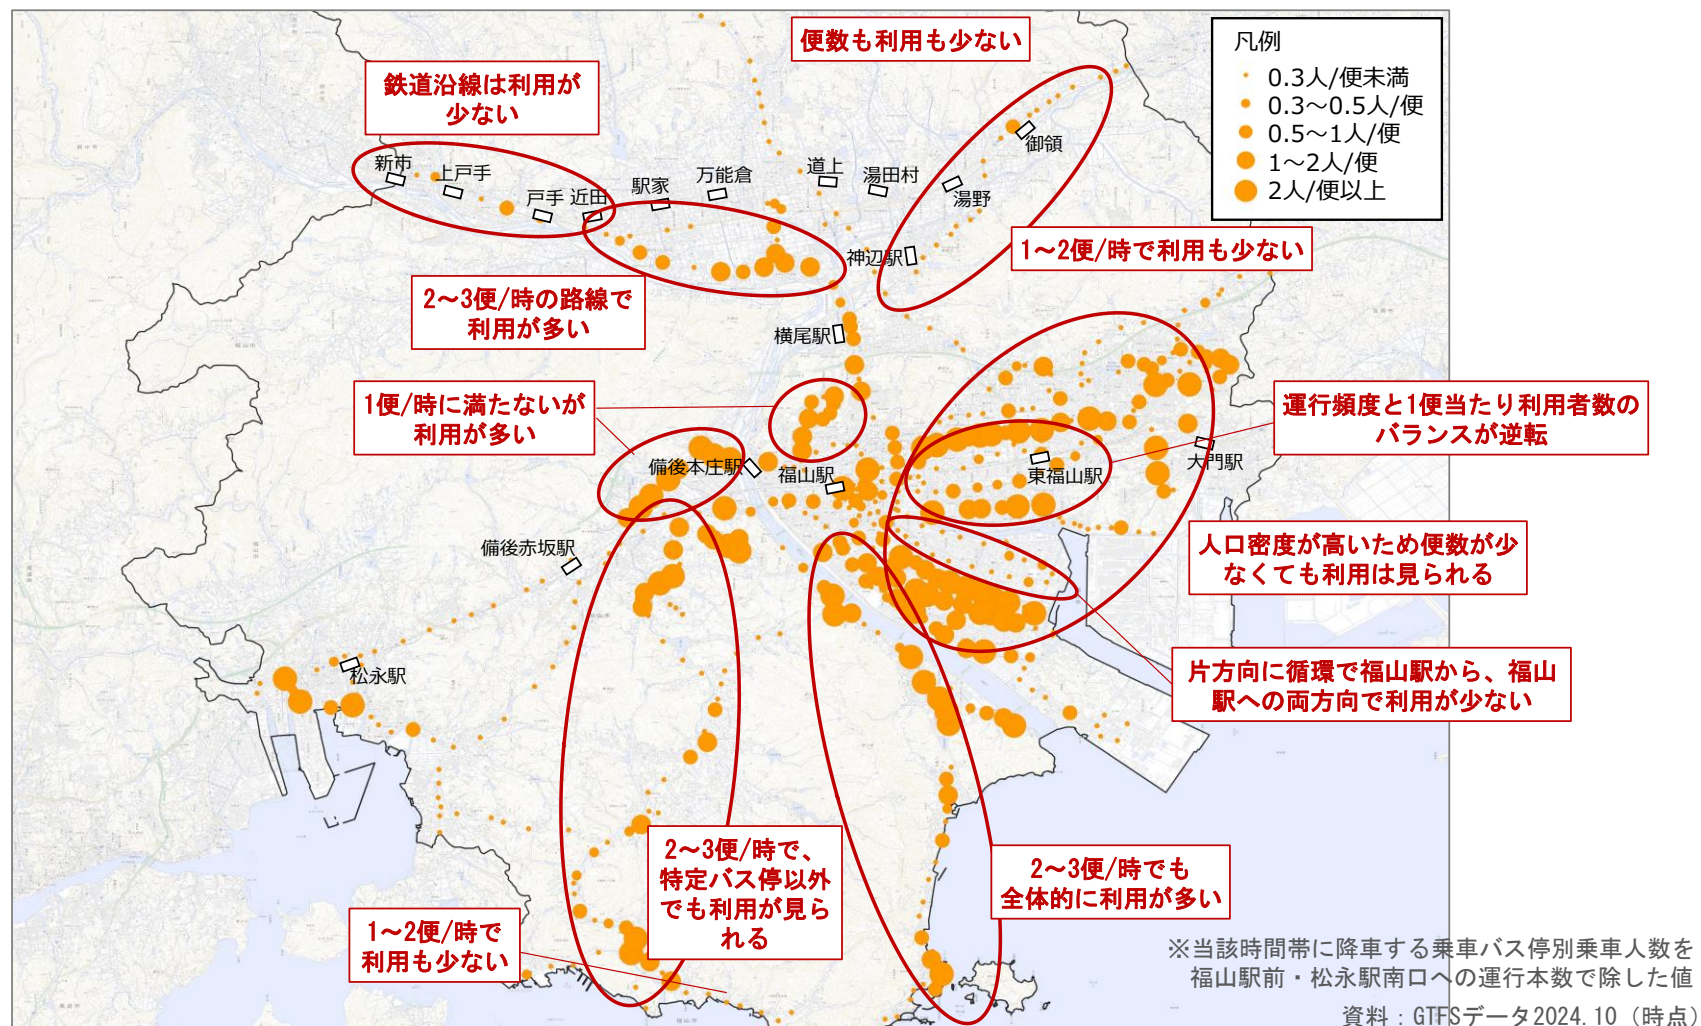 便数も利用も少ない
凡例
0.3人/便未満
0.3～0.5人/便
0.5～1人/便
1～2人/便
2人/便以上
鉄道沿線は利用が
少ない
御領
新市
上戸手
戸手
近田
駅家
万能倉
道上
湯田村
湯野
神辺駅
1～2便/時で利用も少ない
2～3便/時の路線で
利用が多い
横尾駅
1便/時に満たないが
利用が多い
運行頻度と1便当たり利用者数の
バランスが逆転
備後本庄駅
福山駅
東福山駅
大門駅
備後赤坂駅
人口密度が高いため便数が少
なくても利用は見られる
松永駅
片方向に循環で福山駅から、福山
駅への両方向で利用が少ない
2～3便/時で、
特定バス停以外
でも利用が見ら
れる
2～3便/時でも
全体的に利用が多い
1～2便/時で
利用も少ない
※当該時間帯に降車する乗車バス停別乗車人数を
福山駅前・松永駅南口への運行本数で除した値
資料：GTFSデータ2024.10（時点）